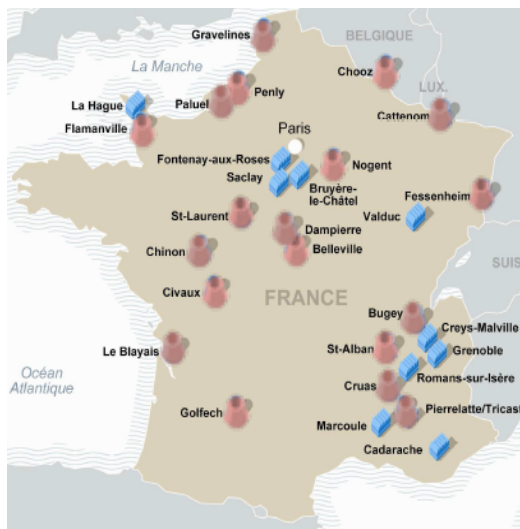 Gravelines
BELGIQUE
La Manche
Chooz
Penly
LUX.
La Hague
Paluel
Cattenom
Flamanville
Paris
Fontenay-aux-Roses
Nogent
Saclay
Bruyère-
le-Châtel
Fessenheim
Valduc
St-Laurent
Dampierre
Chinon
Belleville
SUIS
Civaux
FRANCE
Bugey
Creys-Malville
Le Blayais
St-Alban
Grenoble
Océan
Atlantique
Romans-sur-Isère
Cruas
Golfech
Pierrelatte/Tricast
Marcoule
Cadarache